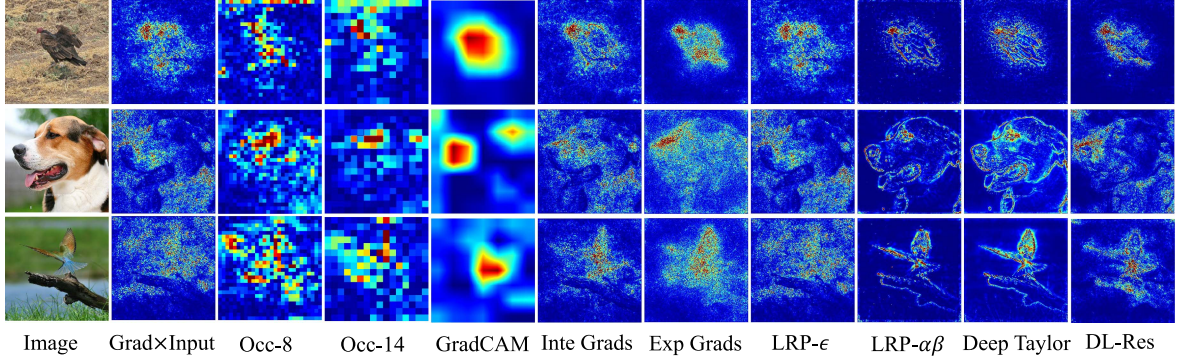 Image Grad×Input Occ-8 Occ-14 GradCAM Inte Grads Exp Grads LRP-ϵ LRP-αβ Deep Taylor DL-Res